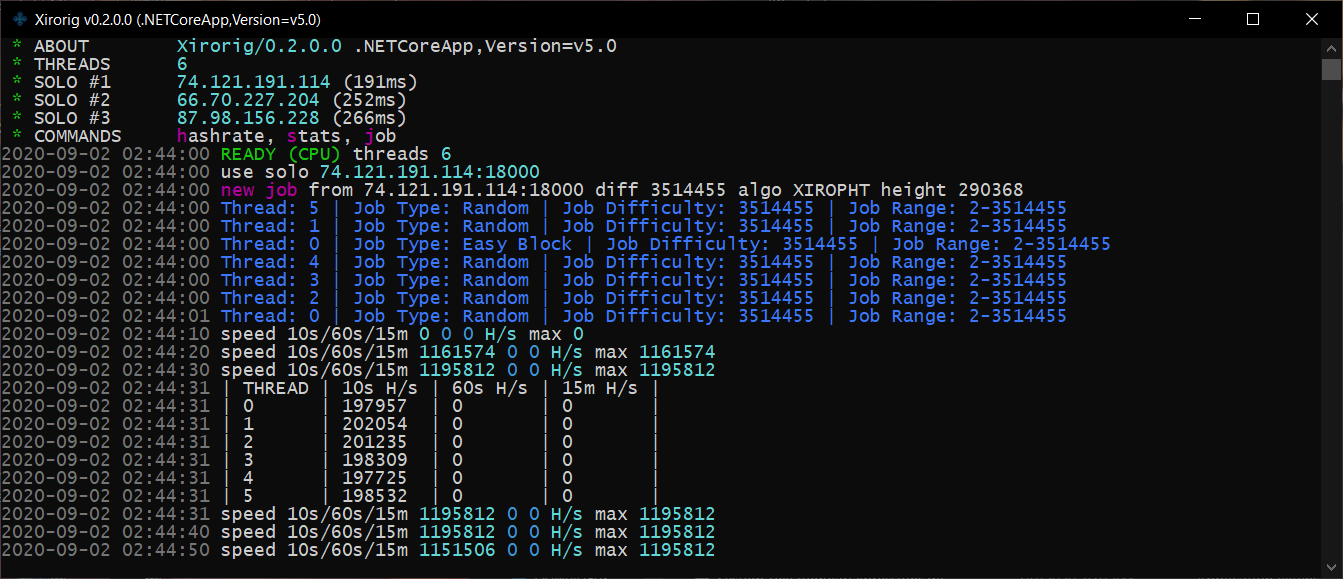 Xirorig v0.2.0.0 (.NETCoreApp,Version=v5.0)
* ABOUT Xirorig/0.2.0.0 .NETCoreApp,Version=v5.0
* THREADS 6
* SOLO #1 74.121.191.114 (191ms)
* SOLO #2 66.70.227.204 (252ms)
* SOLO #3 87.98.156.228 (266ms)
* COMMANDS hashrate, stats, job
2020-09-02 02:44:00 READY (CPU) threads 6
2020-09-02 02:44:00 use solo 74.121.191.114:18000
2020-09-02 02:44:00 new job from 74.121.191.114:18000 diff 3514455 algo XIROPHT height 290368
2020-09-02 02:44:00 Thread: 5 | Job Type: Random | Job Difficulty: 3514455 | Job Range: 2-3514455
2020-09-02 02:44:00 Thread: 1 | Job Type: Random | Job Difficulty: 3514455 | Job Range: 2-3514455
2020-09-02 02:44:00 Thread: 0 | Job Type: Easy Block | Job Difficulty: 3514455 | Job Range: 2-3514455
2020-09-02 02:44:00 Thread: 4 | Job Type: Random | Job Difficulty: 3514455 | Job Range: 2-3514455
2020-09-02 02:44:00 Thread: 3 | Job Type: Random | Job Difficulty: 3514455 | Job Range: 2-3514455
2020-09-02 02:44:00 Thread: 2 | Job Type: Random | Job Difficulty: 3514455 | Job Range: 2-3514455
2020-09-02 02:44:01 Thread: 0 | Job Type: Random | Job Difficulty: 3514455 | Job Range: 2-3514455
2020-09-02 02:44:10 speed 10s/60s/15m 0 0 0 H/s max 0
2020-09-02 02:44:20 speed 10s/60s/15m 1161574 0 0 H/s max 1161574
2020-09-02 02:44:30 speed 10s/60s/15m 1195812 0 0 H/s max 1195812
2020-09-02 02:44:31 | THREAD | 10s H/s | 60s H/s | 15m H/s |
2020-09-02 02:44:31 | 0 | 197957 | 0 | 0 |
2020-09-02 02:44:31 | 1 | 202054 | 0 | 0 |
2020-09-02 02:44:31 | 2 | 201235 | 0 | 0 |
2020-09-02 02:44:31 | 3 | 198309 | 0 | 0 |
2020-09-02 02:44:31 | 4 | 197725 | 0 | 0 |
2020-09-02 02:44:31 | 5 | 198532 | 0 | 0 |
2020-09-02 02:44:31 speed 10s/60s/15m 1195812 0 0 H/s max 1195812
2020-09-02 02:44:40 speed 10s/60s/15m 1195812 0 0 H/s max 1195812
2020-09-02 02:44:50 speed 10s/60s/15m 1151506 0 0 H/s max 1195812